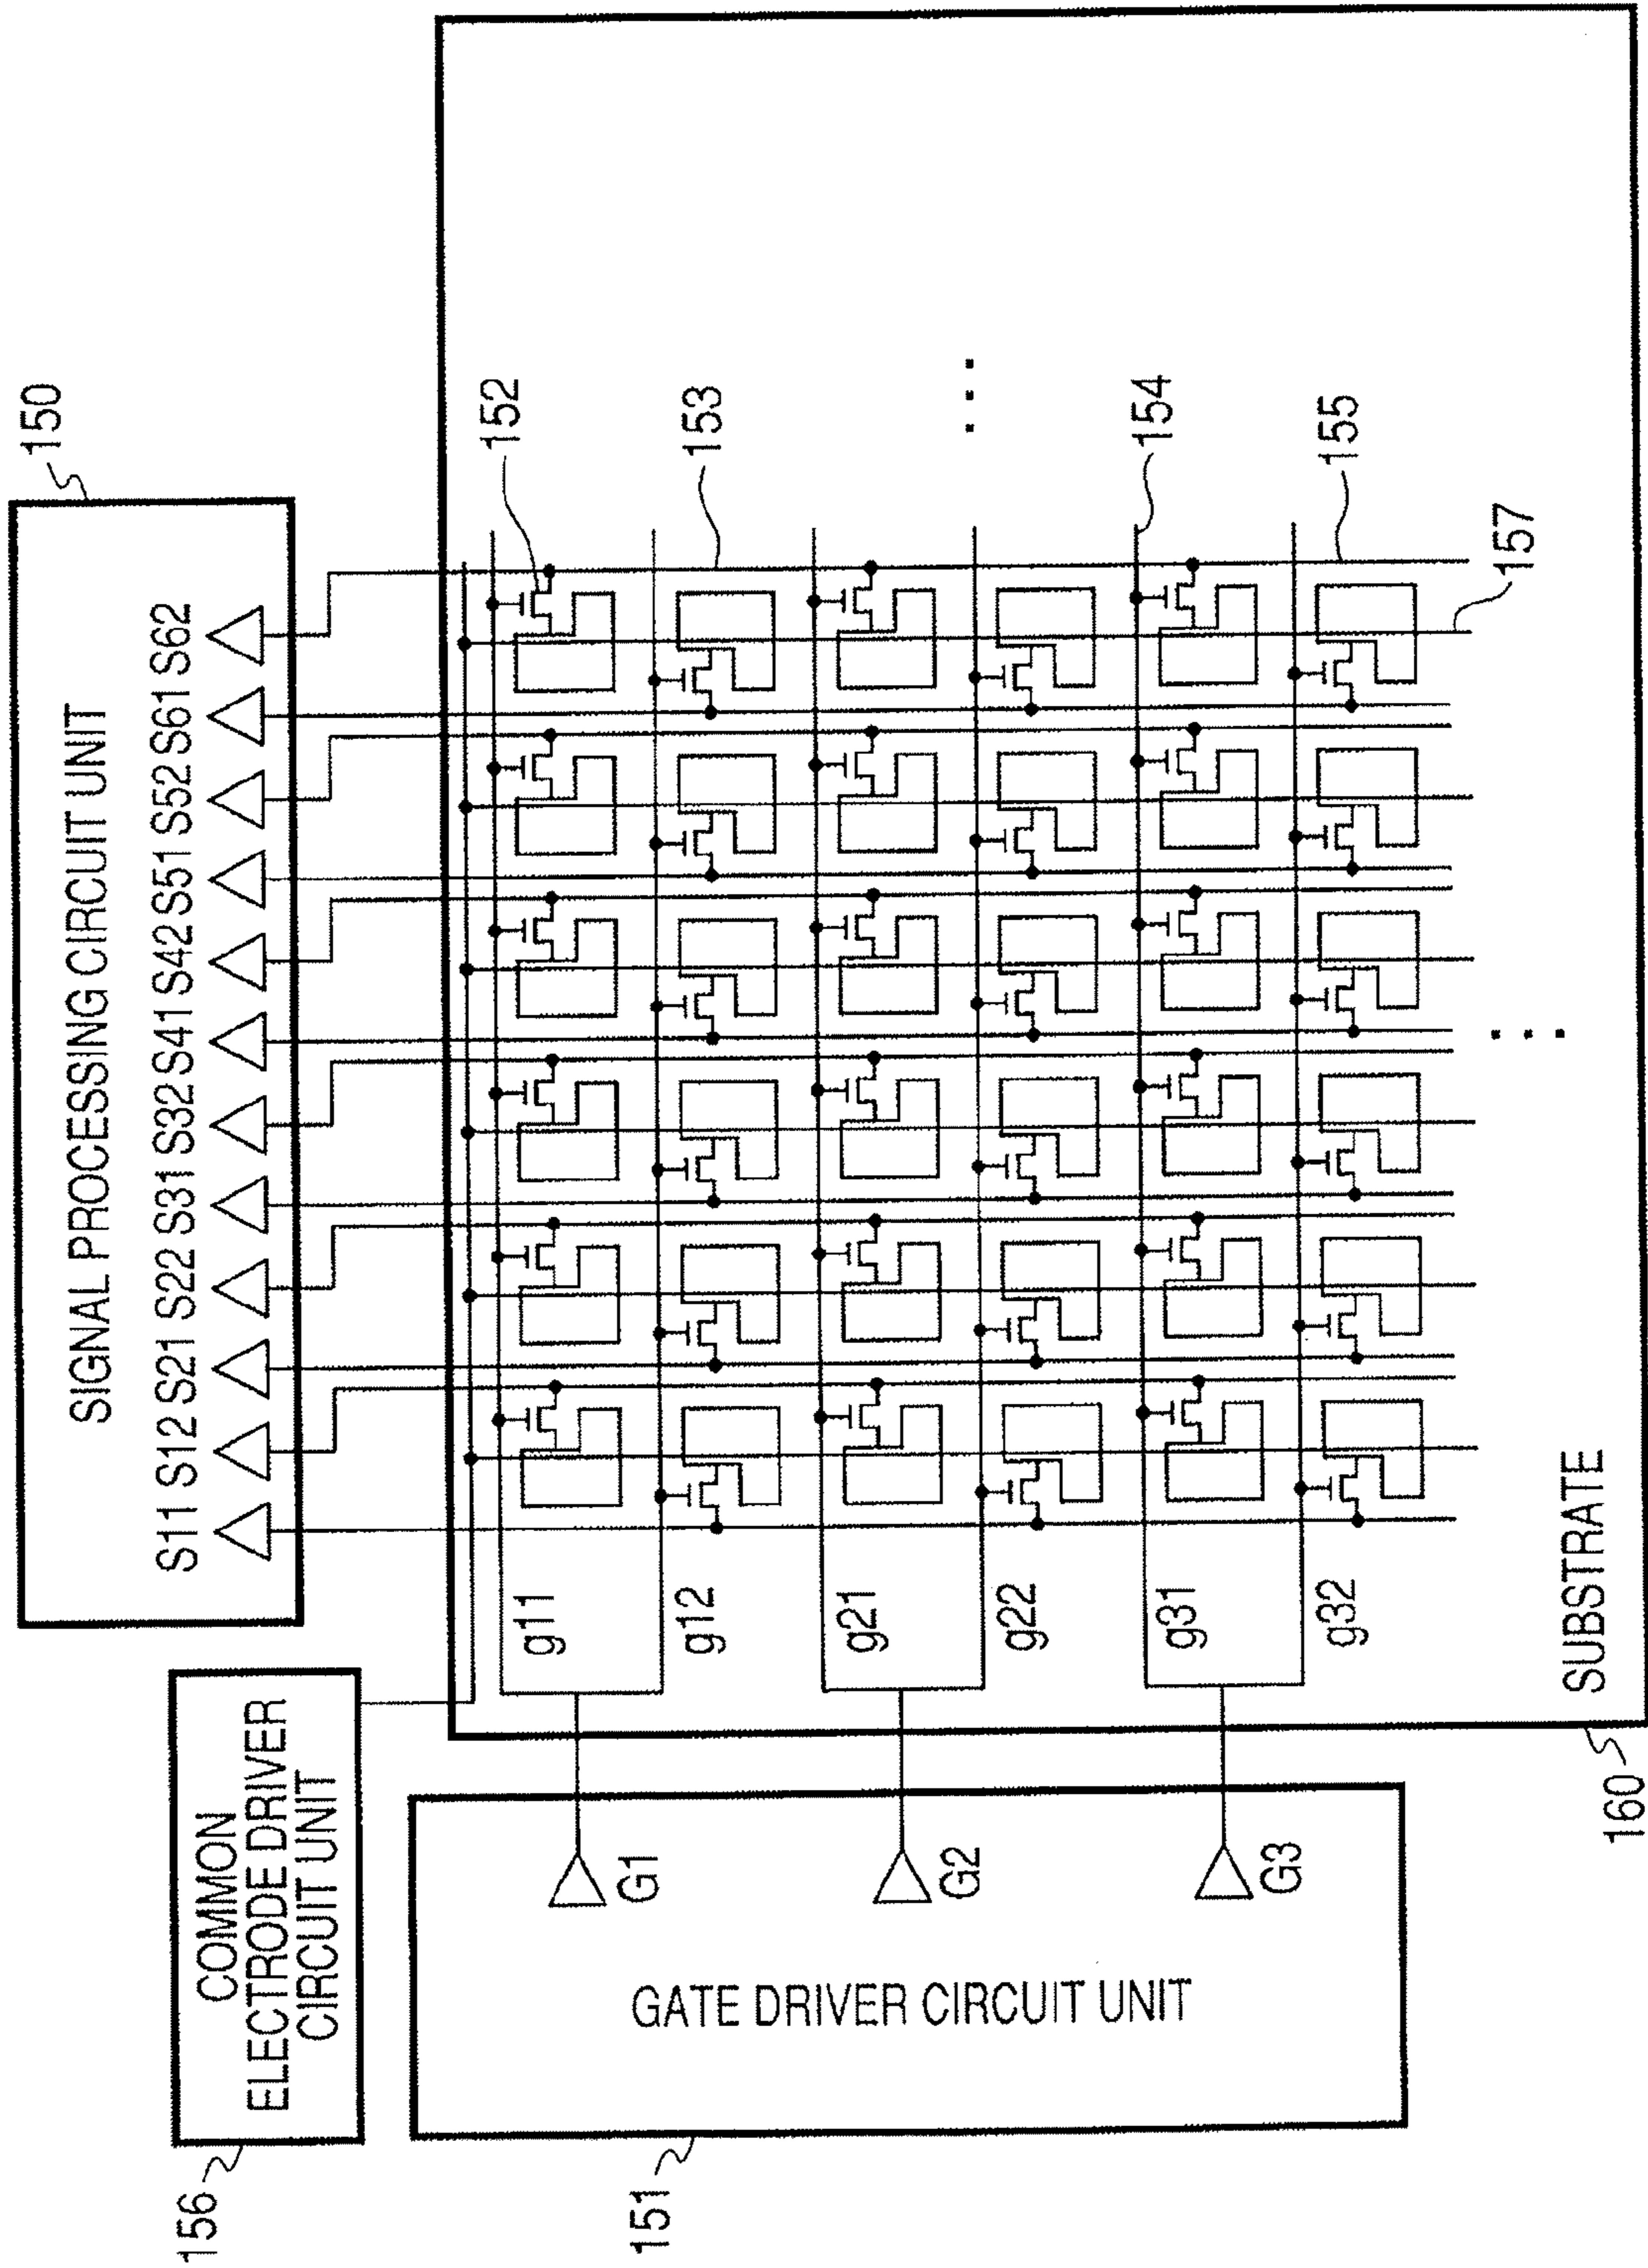 150
SIGNAL PROCESSING CIRCUIT UNIT
S11 S12 S21 S22 S31 S32 S41 S42 S51 S52 S61 S62
156
COMMON
ELECTRODE DRIVER
CIRCUIT UNIT
151
GATE DRIVER CIRCUIT UNIT
G1
G2
G3
g11
g12
g21
g22
g31
g32
152
153
154
155
157
SUBSTRATE
160